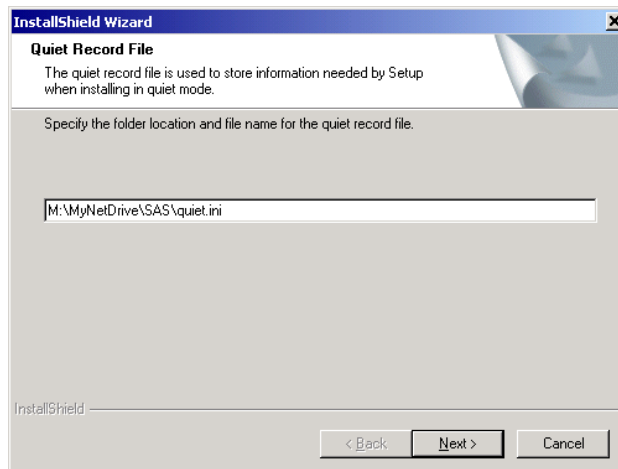 InstallShield Wizard
Quiet Record File
The quiet record file is used to store information needed by Setup
when installing in quiet mode.
Specify the folder location and file name for the quiet record file.
M:\MyNetDrive\SAS\quiet.ini
InstallShield
< Back Next > Cancel